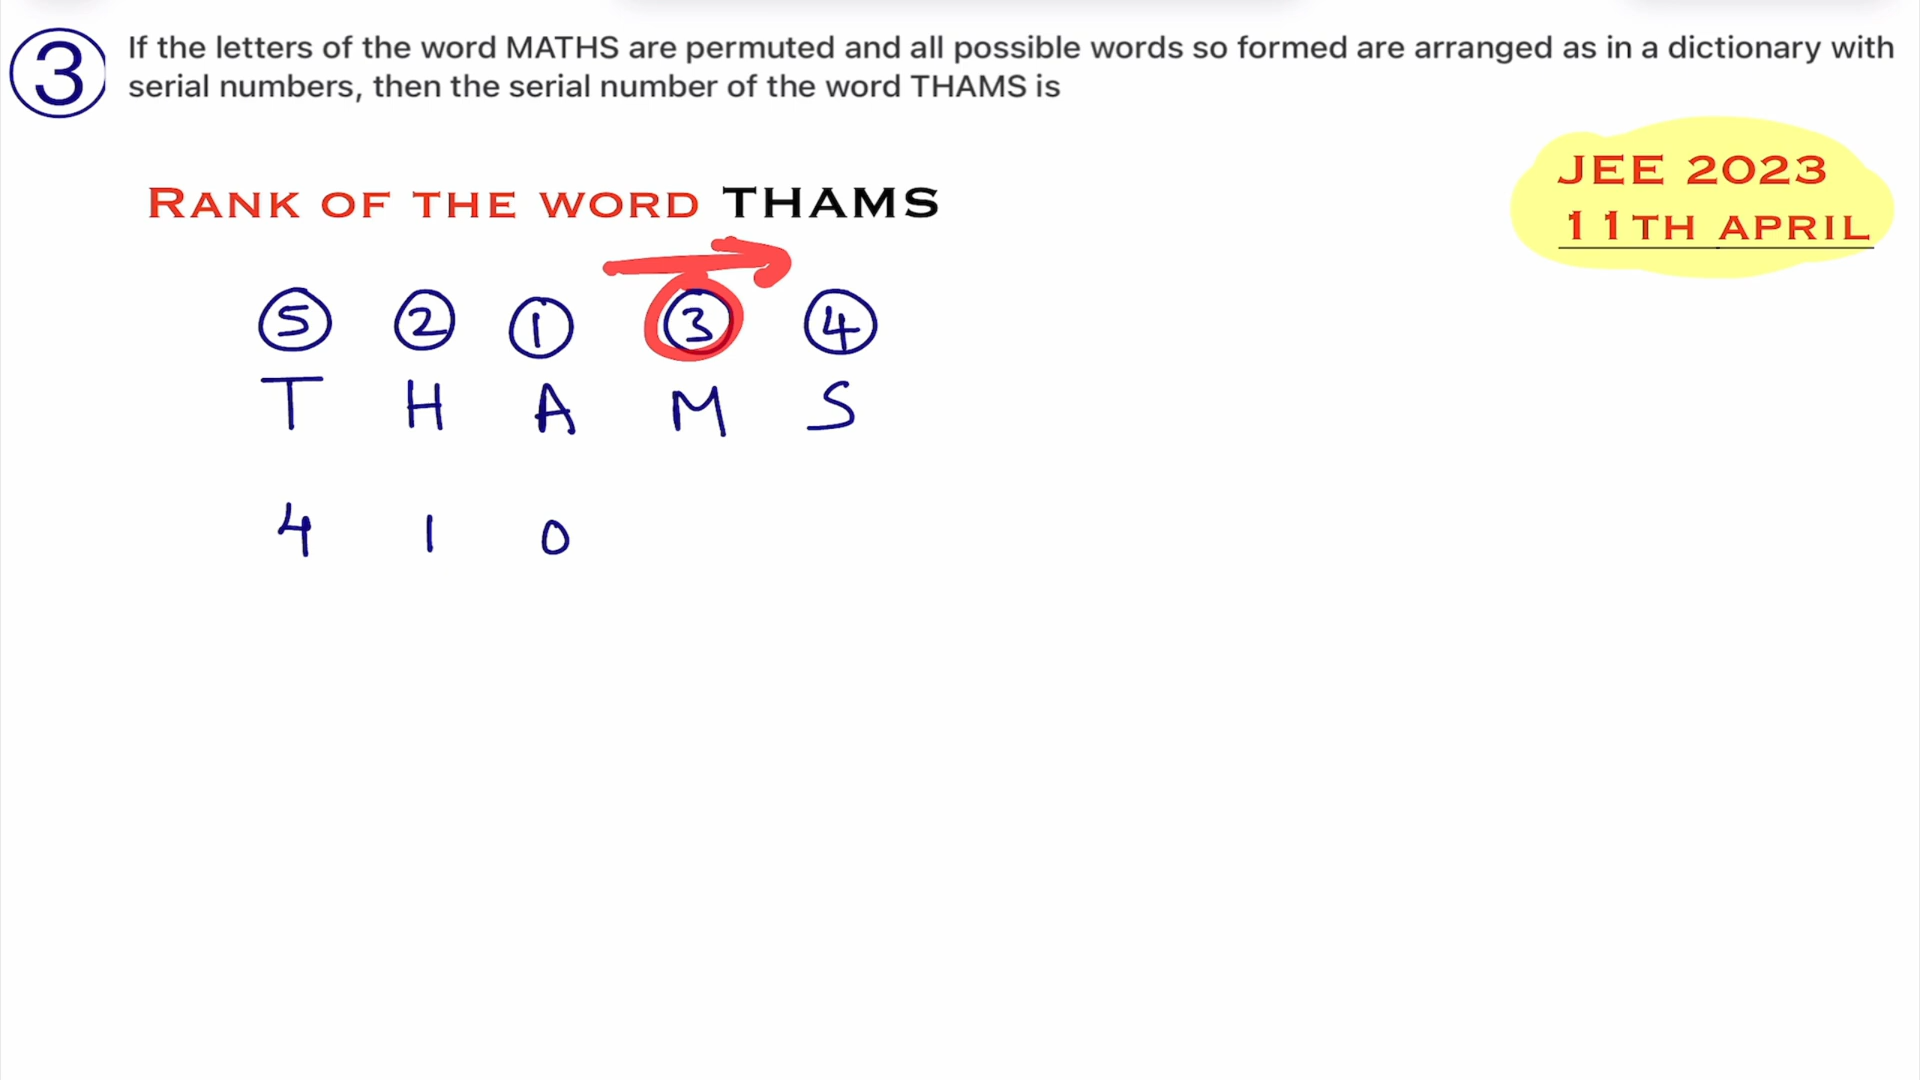 3 If the letters of the word MATHS are permuted and all possible words so formed are arranged as in a dictionary with
serial numbers, then the serial number of the word THAMS is
JEE 2023
11TH APRIL
RANK OF THE WORD THAMS
5 2 1 3 4
T H A M S
4 1 0